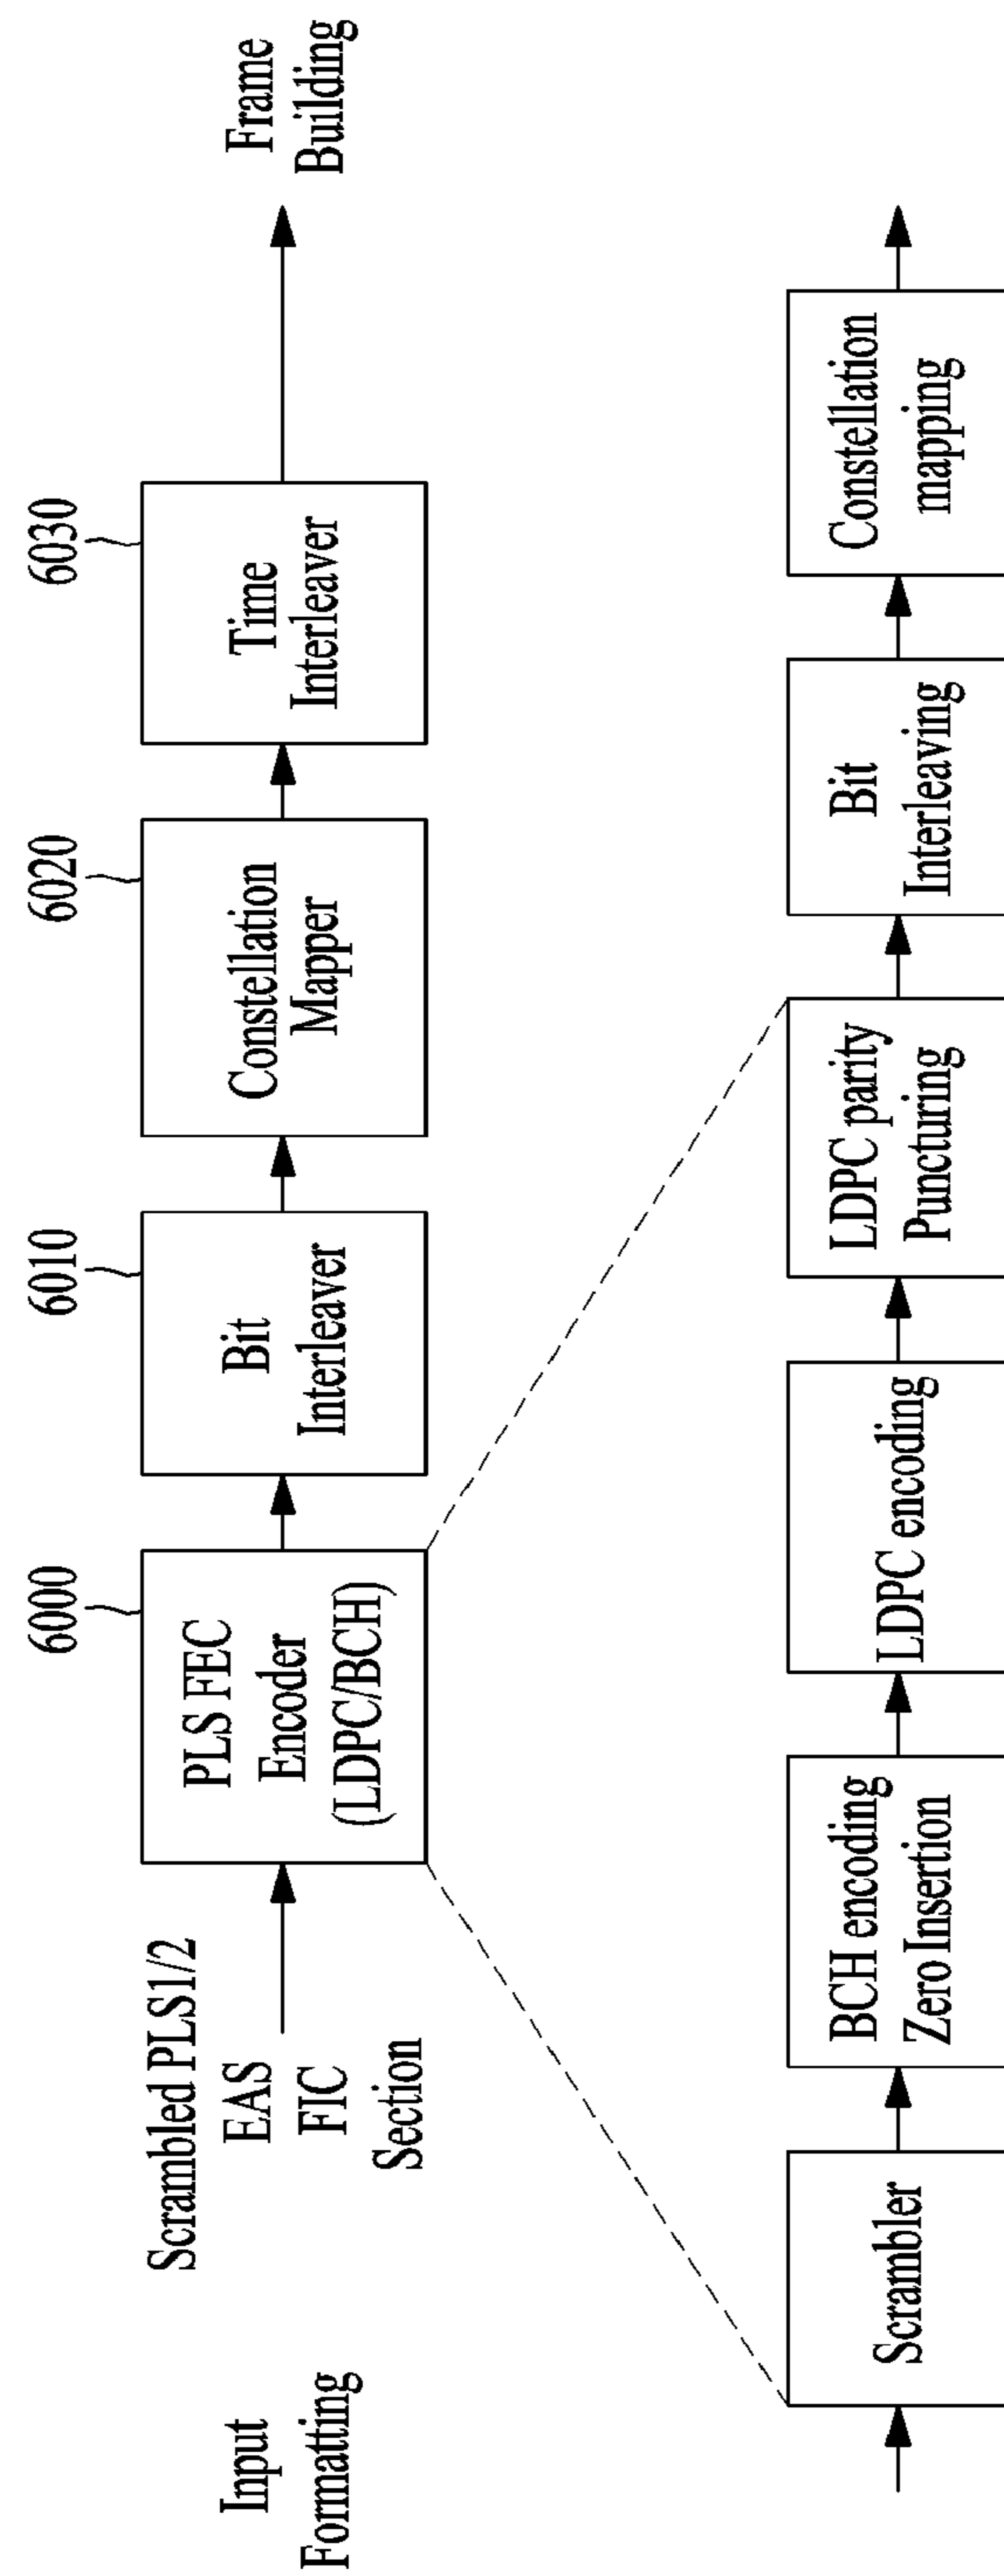 Input
Formatting
Scrambled PLS1/2
EAS
FIC
Section
6000
PLS FEC
Encoder
(LDPC/BCH)
6010
Bit
Interleaver
6020
Constellation
Mapper
6030
Time
Interleaver
Frame
Building
Scrambler
BCH encoding
Zero Insertion
LDPC encoding
LDPC parity
Puncturing
Bit
Interleaving
Constellation
mapping